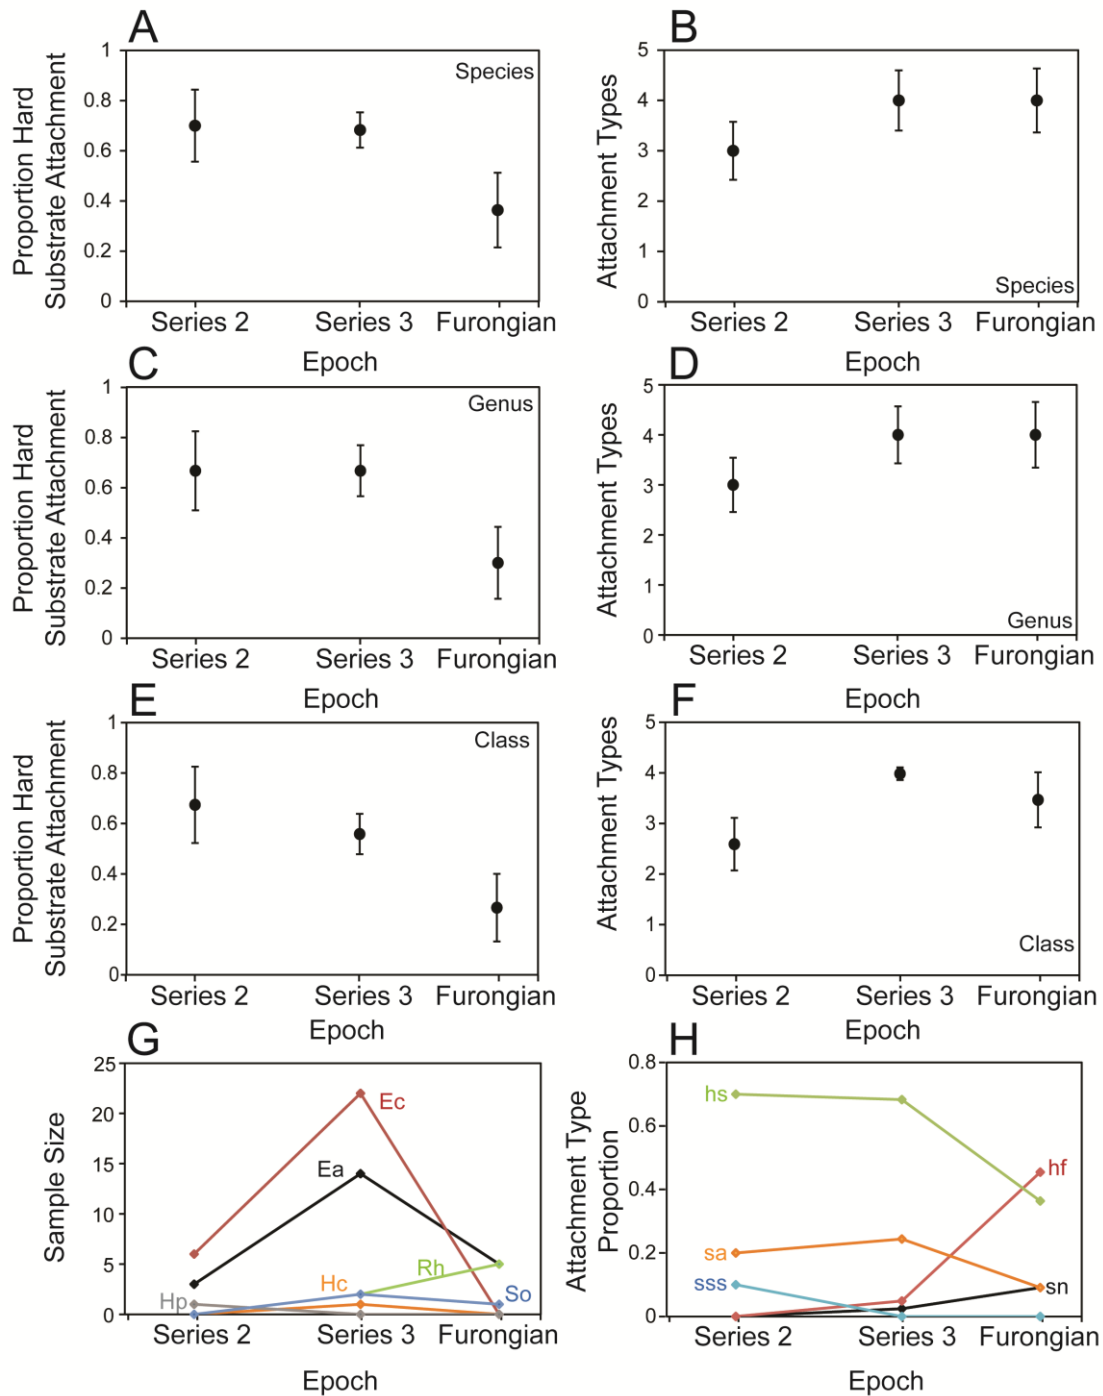 A
Proportion Hard
Substrate Attachment
1
0.8
0.6
0.4
0.2
0
Species
Series 2
Series 3
Furongian
Epoch
B
Attachment Types
5
4
3
2
1
0
Species
Series 2
Series 3
Furongian
Epoch
C
Proportion Hard
Substrate Attachment
1
0.8
0.6
0.4
0.2
0
Genus
Series 2
Series 3
Furongian
Epoch
D
Attachment Types
5
4
3
2
1
0
Genus
Series 2
Series 3
Furongian
Epoch
E
Proportion Hard
Substrate Attachment
1
0.8
0.6
0.4
0.2
0
Class
Series 2
Series 3
Furongian
Epoch
F
Attachment Types
5
4
3
2
1
0
Class
Series 2
Series 3
Furongian
Epoch
G
Sample Size
25
20
15
10
5
0
Ec
Ea
Rh
Hc
So
Hp
Series 2
Series 3
Furongian
Epoch
H
Attachment Type
Proportion
0.8
0.6
0.4
0.2
0
hs
hf
sa
sss
sn
Series 2
Series 3
Furongian
Epoch